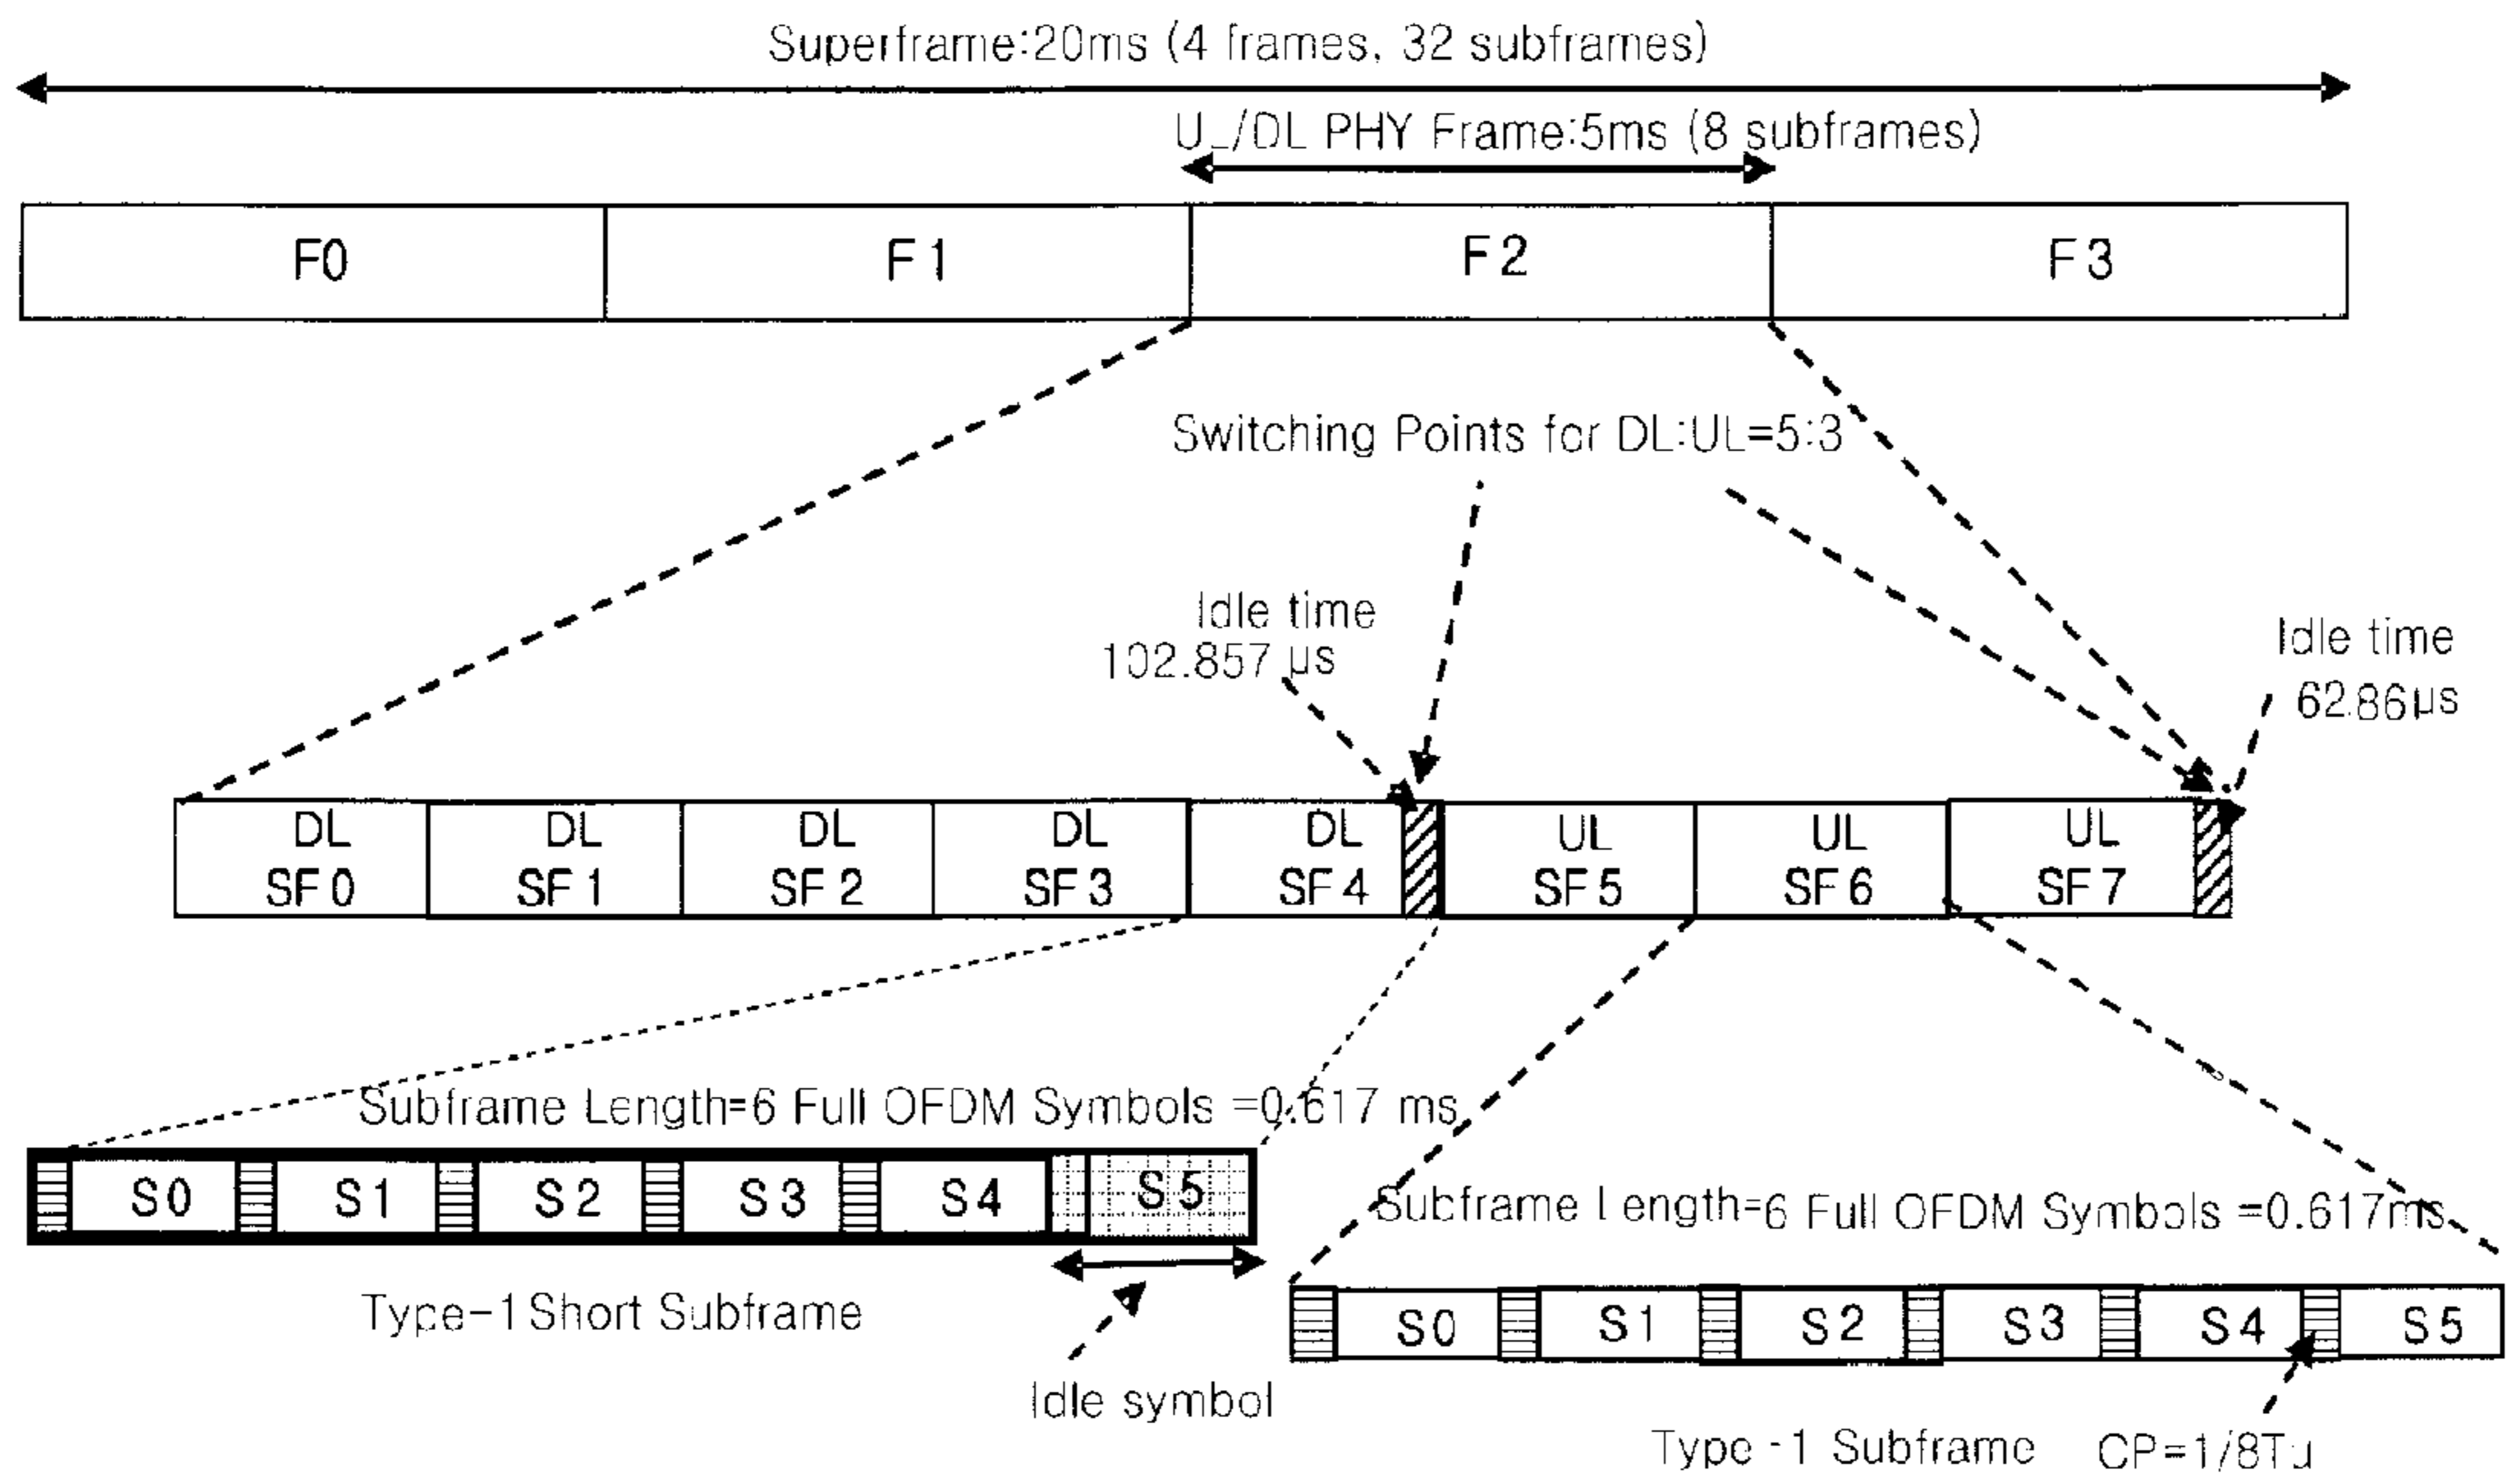 Superframe:20ms (4 frames, 32 subframes)
UL/DL PHY Frame:5ms (8 subframes)
F0 F1 F2 F3
Switching Points for DL:UL=5:3
Idle time
102.857 μs
Idle time
62.86μs
DL DL DL DL DL UL UL UL
SF0 SF1 SF2 SF3 SF4 SF5 SF6 SF7
Subframe Length=6 Full OFDM Symbols =0.617 ms
S0 S1 S2 S3 S4 S5
Subframe Length=6 Full OFDM Symbols =0.617ms
Type-1 Short Subframe
S0 S1 S2 S3 S4 S5
Idle symbol
Type-1 Subframe CP=1/8Tu